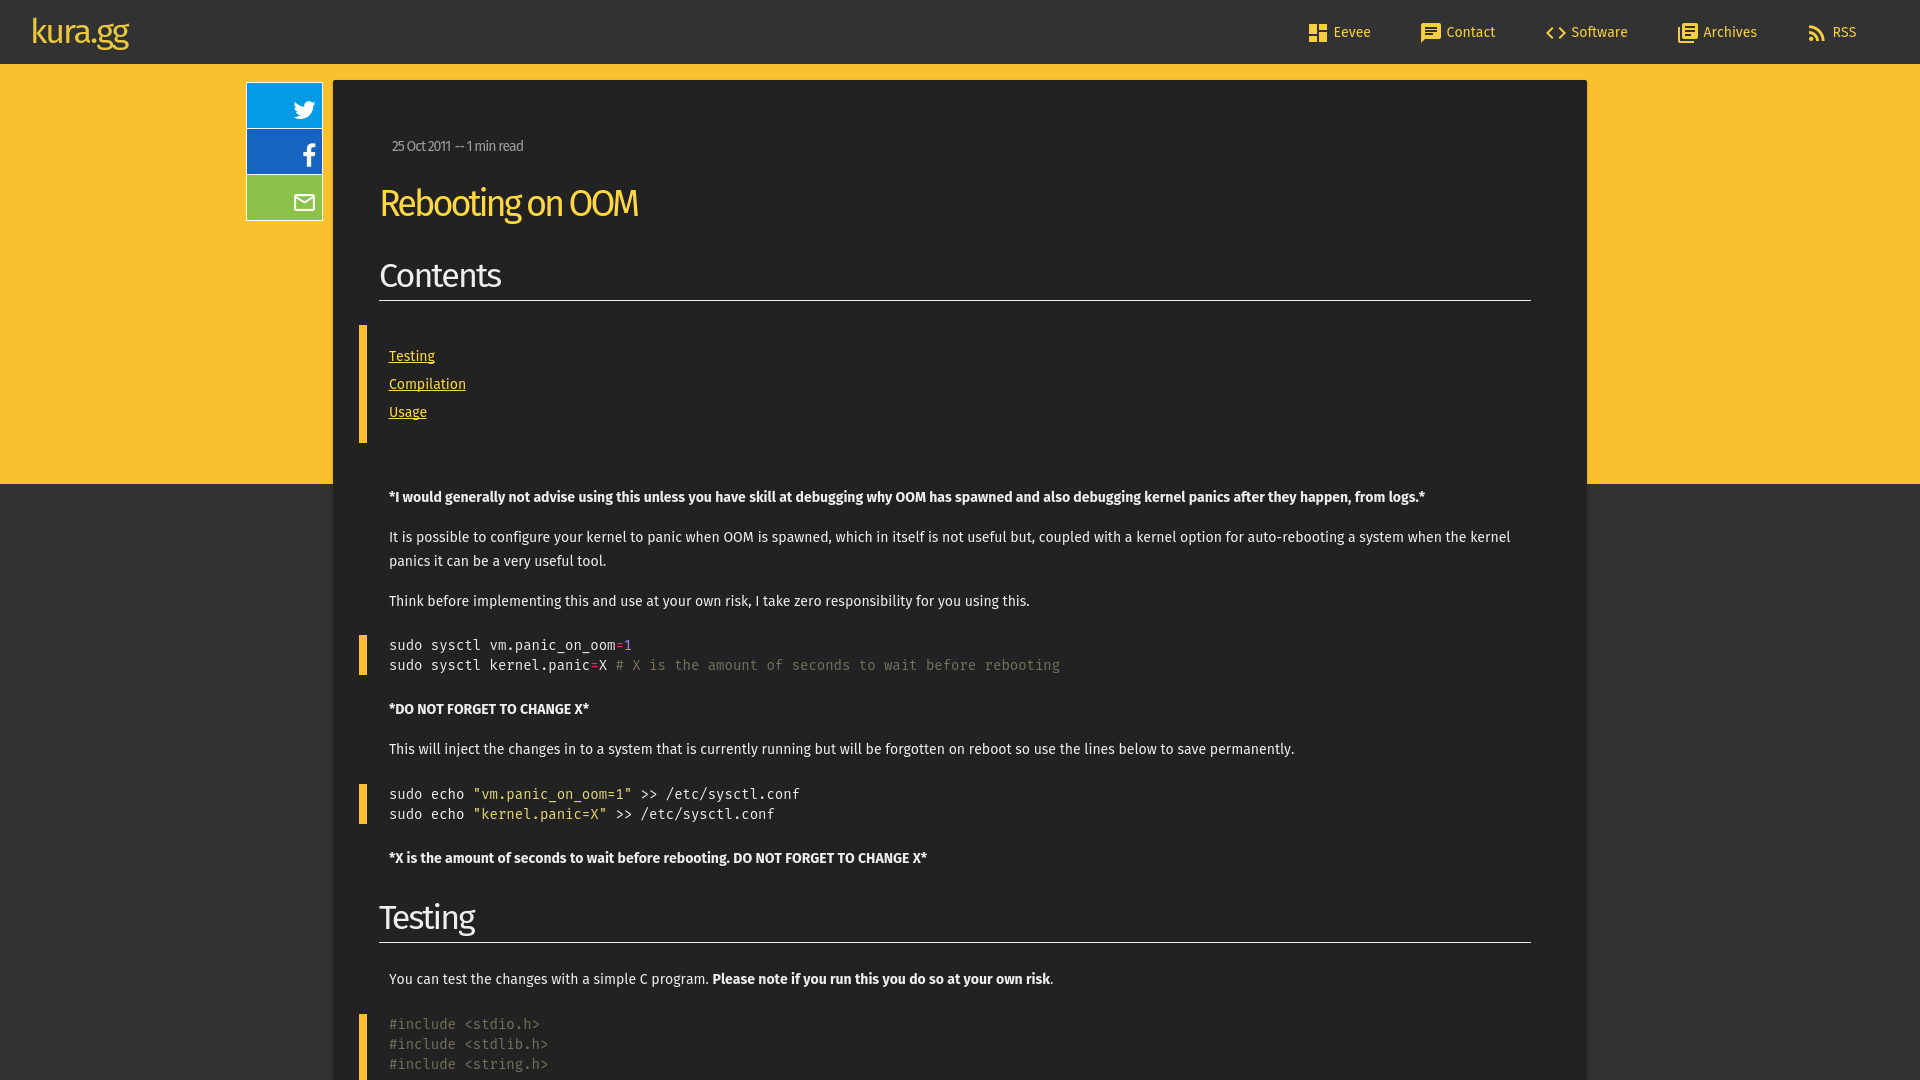 kura.gg
Eevee
Contact
Software
Archives
RSS
25 Oct 2011 -- 1 min read
Rebooting on OOM
Contents
Testing
Compilation
Usage
*I would generally not advise using this unless you have skill at debugging why OOM has spawned and also debugging kernel panics after they happen, from logs.*
It is possible to configure your kernel to panic when OOM is spawned, which in itself is not useful but, coupled with a kernel option for auto-rebooting a system when the kernel
panics it can be a very useful tool.
Think before implementing this and use at your own risk, I take zero responsibility for you using this.
sudo sysctl vm.panic_on_oom=1
sudo sysctl kernel.panic=X # X is the amount of seconds to wait before rebooting
*DO NOT FORGET TO CHANGE X*
This will inject the changes in to a system that is currently running but will be forgotten on reboot so use the lines below to save permanently.
sudo echo "vm.panic_on_oom=1" >> /etc/sysctl.conf
sudo echo "kernel.panic=X" >> /etc/sysctl.conf
*X is the amount of seconds to wait before rebooting. DO NOT FORGET TO CHANGE X*
Testing
You can test the changes with a simple C program. Please note if you run this you do so at your own risk.
#include <stdio.h>
#include <stdlib.h>
#include <string.h>